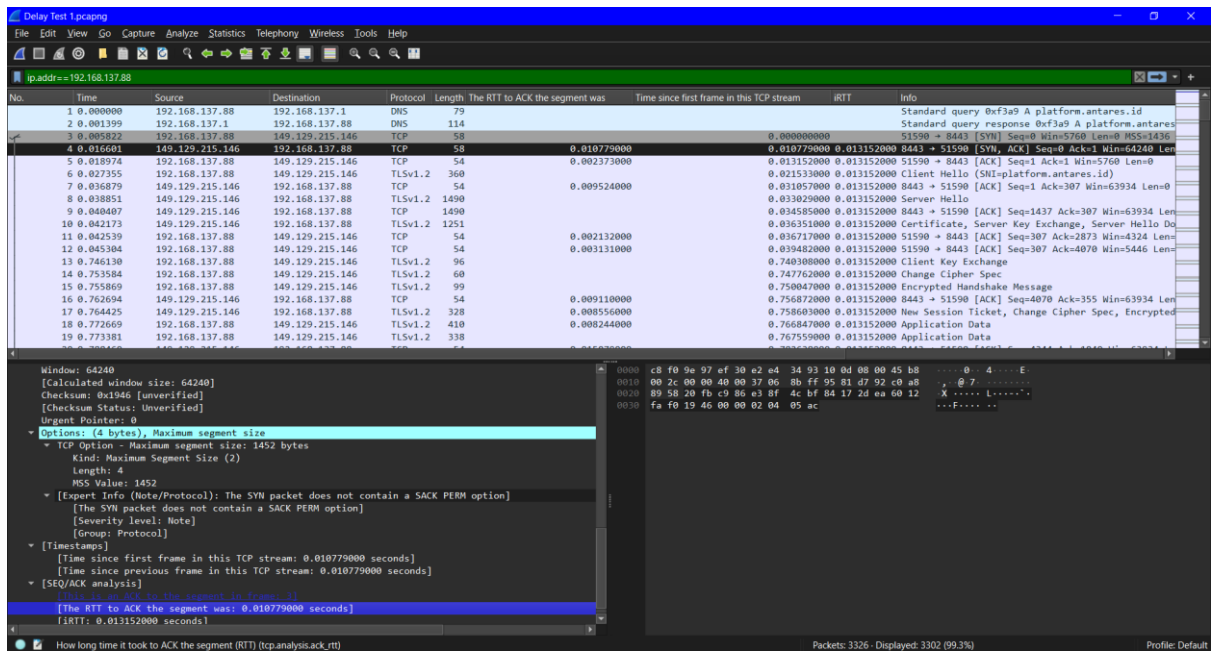 Delay Test 1.pcapng
File Edit View Go Capture Analyze Statistics Telephony Wireless Tools Help
ip.addr==192.168.137.88
No. Time Source Destination Protocol Length The RTT to ACK the segment was Time since first frame in this TCP stream iRTT Info
1 0.000000 192.168.137.88 192.168.137.1 DNS 79 Standard query 0xf3a9 A platform.antares.id
2 0.001399 192.168.137.1 192.168.137.88 DNS 114 Standard query response 0xf3a9 A platform.antares
3 0.005822 192.168.137.88 149.129.215.146 TCP 58 0.000000000 51590 → 8443 [SYN] Seq=0 Win=5760 Len=0 MSS=1436
4 0.016601 149.129.215.146 192.168.137.88 TCP 58 0.010779000 0.010779000 0.013152000 8443 → 51590 [SYN, ACK] Seq=0 Ack=1 Win=64240 Len
5 0.018974 192.168.137.88 149.129.215.146 TCP 54 0.002373000 0.013152000 0.013152000 51590 → 8443 [ACK] Seq=1 Ack=1 Win=5760 Len=0
6 0.027355 192.168.137.88 149.129.215.146 TLSv1.2 360 0.021533000 0.013152000 Client Hello (SNI=platform.antares.id)
7 0.036879 149.129.215.146 192.168.137.88 TCP 54 0.009524000 0.031057000 0.013152000 8443 → 51590 [ACK] Seq=1 Ack=307 Win=63934 Len=0
8 0.038851 149.129.215.146 192.168.137.88 TLSv1.2 1490 0.033029000 0.013152000 Server Hello
9 0.040407 149.129.215.146 192.168.137.88 TCP 1490 0.034585000 0.013152000 8443 → 51590 [ACK] Seq=1437 Ack=307 Win=63934 Len
10 0.042173 149.129.215.146 192.168.137.88 TLSv1.2 1251 0.036351000 0.013152000 Certificate, Server Key Exchange, Server Hello Do
11 0.042539 192.168.137.88 149.129.215.146 TCP 54 0.002132000 0.036717000 0.013152000 51590 → 8443 [ACK] Seq=307 Ack=2873 Win=4324 Len=
12 0.045304 192.168.137.88 149.129.215.146 TCP 54 0.003131000 0.039482000 0.013152000 51590 → 8443 [ACK] Seq=307 Ack=4070 Win=5446 Len=
13 0.746130 192.168.137.88 149.129.215.146 TLSv1.2 96 0.740308000 0.013152000 Client Key Exchange
14 0.753584 192.168.137.88 149.129.215.146 TLSv1.2 60 0.747762000 0.013152000 Change Cipher Spec
15 0.755869 192.168.137.88 149.129.215.146 TLSv1.2 99 0.750047000 0.013152000 Encrypted Handshake Message
16 0.762694 149.129.215.146 192.168.137.88 TCP 54 0.009110000 0.756872000 0.013152000 8443 → 51590 [ACK] Seq=4070 Ack=355 Win=63934 Len
17 0.764425 149.129.215.146 192.168.137.88 TLSv1.2 328 0.008556000 0.758603000 0.013152000 New Session Ticket, Change Cipher Spec, Encrypted
18 0.772669 192.168.137.88 149.129.215.146 TLSv1.2 410 0.008244000 0.766847000 0.013152000 Application Data
19 0.773381 192.168.137.88 149.129.215.146 TLSv1.2 338 0.767559000 0.013152000 Application Data
Window: 64240
[Calculated window size: 64240]
Checksum: 0x1946 [unverified]
[Checksum Status: Unverified]
Urgent Pointer: 0
Options: (4 bytes), Maximum segment size
TCP Option - Maximum segment size: 1452 bytes
Kind: Maximum Segment Size (2)
Length: 4
MSS Value: 1452
[Expert Info (Note/Protocol): The SYN packet does not contain a SACK PERM option]
[The SYN packet does not contain a SACK PERM option]
[Severity level: Note]
[Group: Protocol]
[Timestamps]
[Time since first frame in this TCP stream: 0.010779000 seconds]
[Time since previous frame in this TCP stream: 0.010779000 seconds]
[SEQ/ACK analysis]
[This is an ACK to the segment in frame: 3]
[The RTT to ACK the segment was: 0.010779000 seconds]
[iRTT: 0.013152000 seconds]
0000 c8 f0 9e 97 ef 30 e2 e4 34 93 10 0d 08 00 45 b8 ·····0·· 4·····E·
0010 00 2c 00 00 40 00 37 06 8b ff 95 81 d7 92 c0 a8 ·,··@·7· ········
0020 89 58 20 fb c9 86 e3 8f 4c bf 84 17 2d ea 60 12 ·X ····· L···-·`·
0030 fa f0 19 46 00 00 02 04 05 ac ···F···· ··
How long time it took to ACK the segment (RTT) (tcp.analysis.ack_rtt) Packets: 3326 · Displayed: 3302 (99.3%) Profile: Default